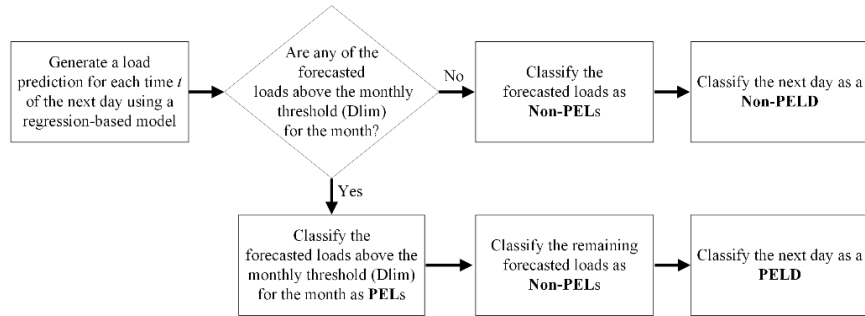 Generate a load
prediction for each time t
of the next day using a
regression-based model
Are any of the
forecasted
loads above the monthly
threshold (Dlim)
for the month?
No
Classify the
forecasted loads as
Non-PELs
Classify the next day as a
Non-PELD
Yes
Classify the
forecasted loads above the
monthly threshold (Dlim)
for the month as PELs
Classify the remaining
forecasted loads as
Non-PELs
Classify the next day as a
PELD